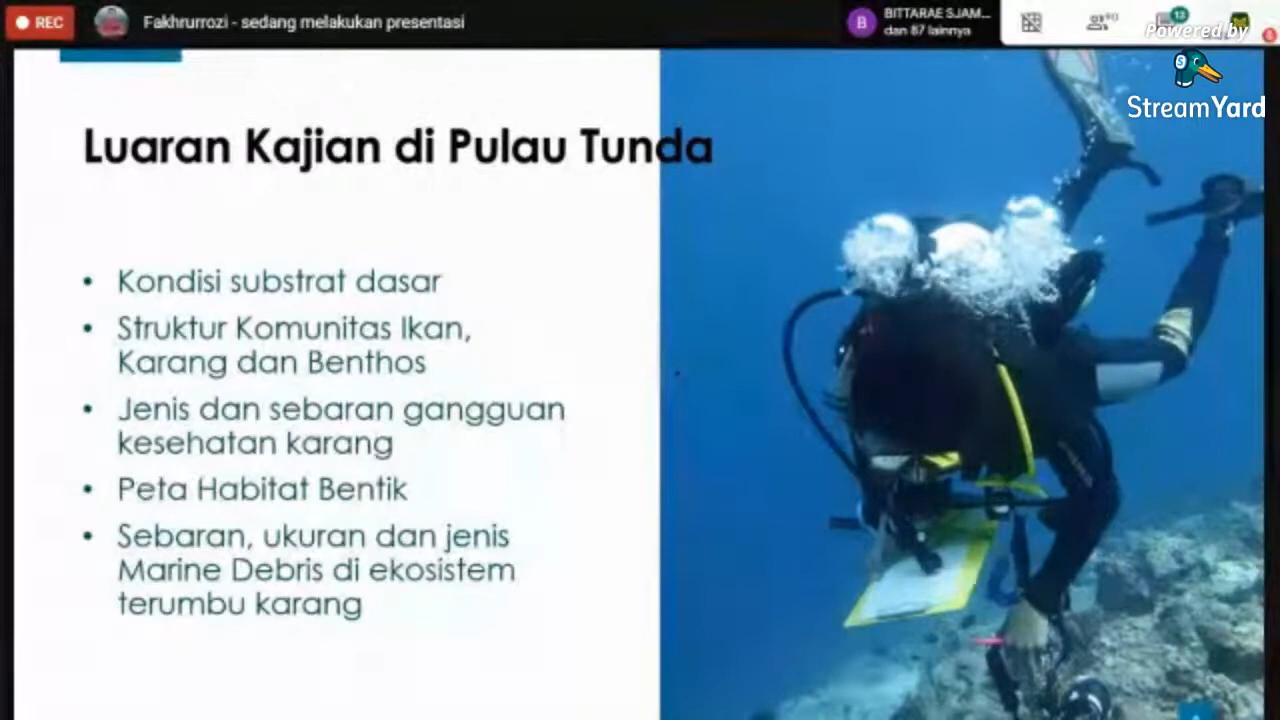 REC
Fakhrurrozi - sedang melakukan presentasi
B
BITTARAE SJAM...
dan 87 lainnya
90
13
Powered by
S
StreamYard
Luaran Kajian di Pulau Tunda
• Kondisi substrat dasar
• Struktur Komunitas Ikan,
Karang dan Benthos
• Jenis dan sebaran gangguan
kesehatan karang
• Peta Habitat Bentik
• Sebaran, ukuran dan jenis
Marine Debris di ekosistem
terumbu karang